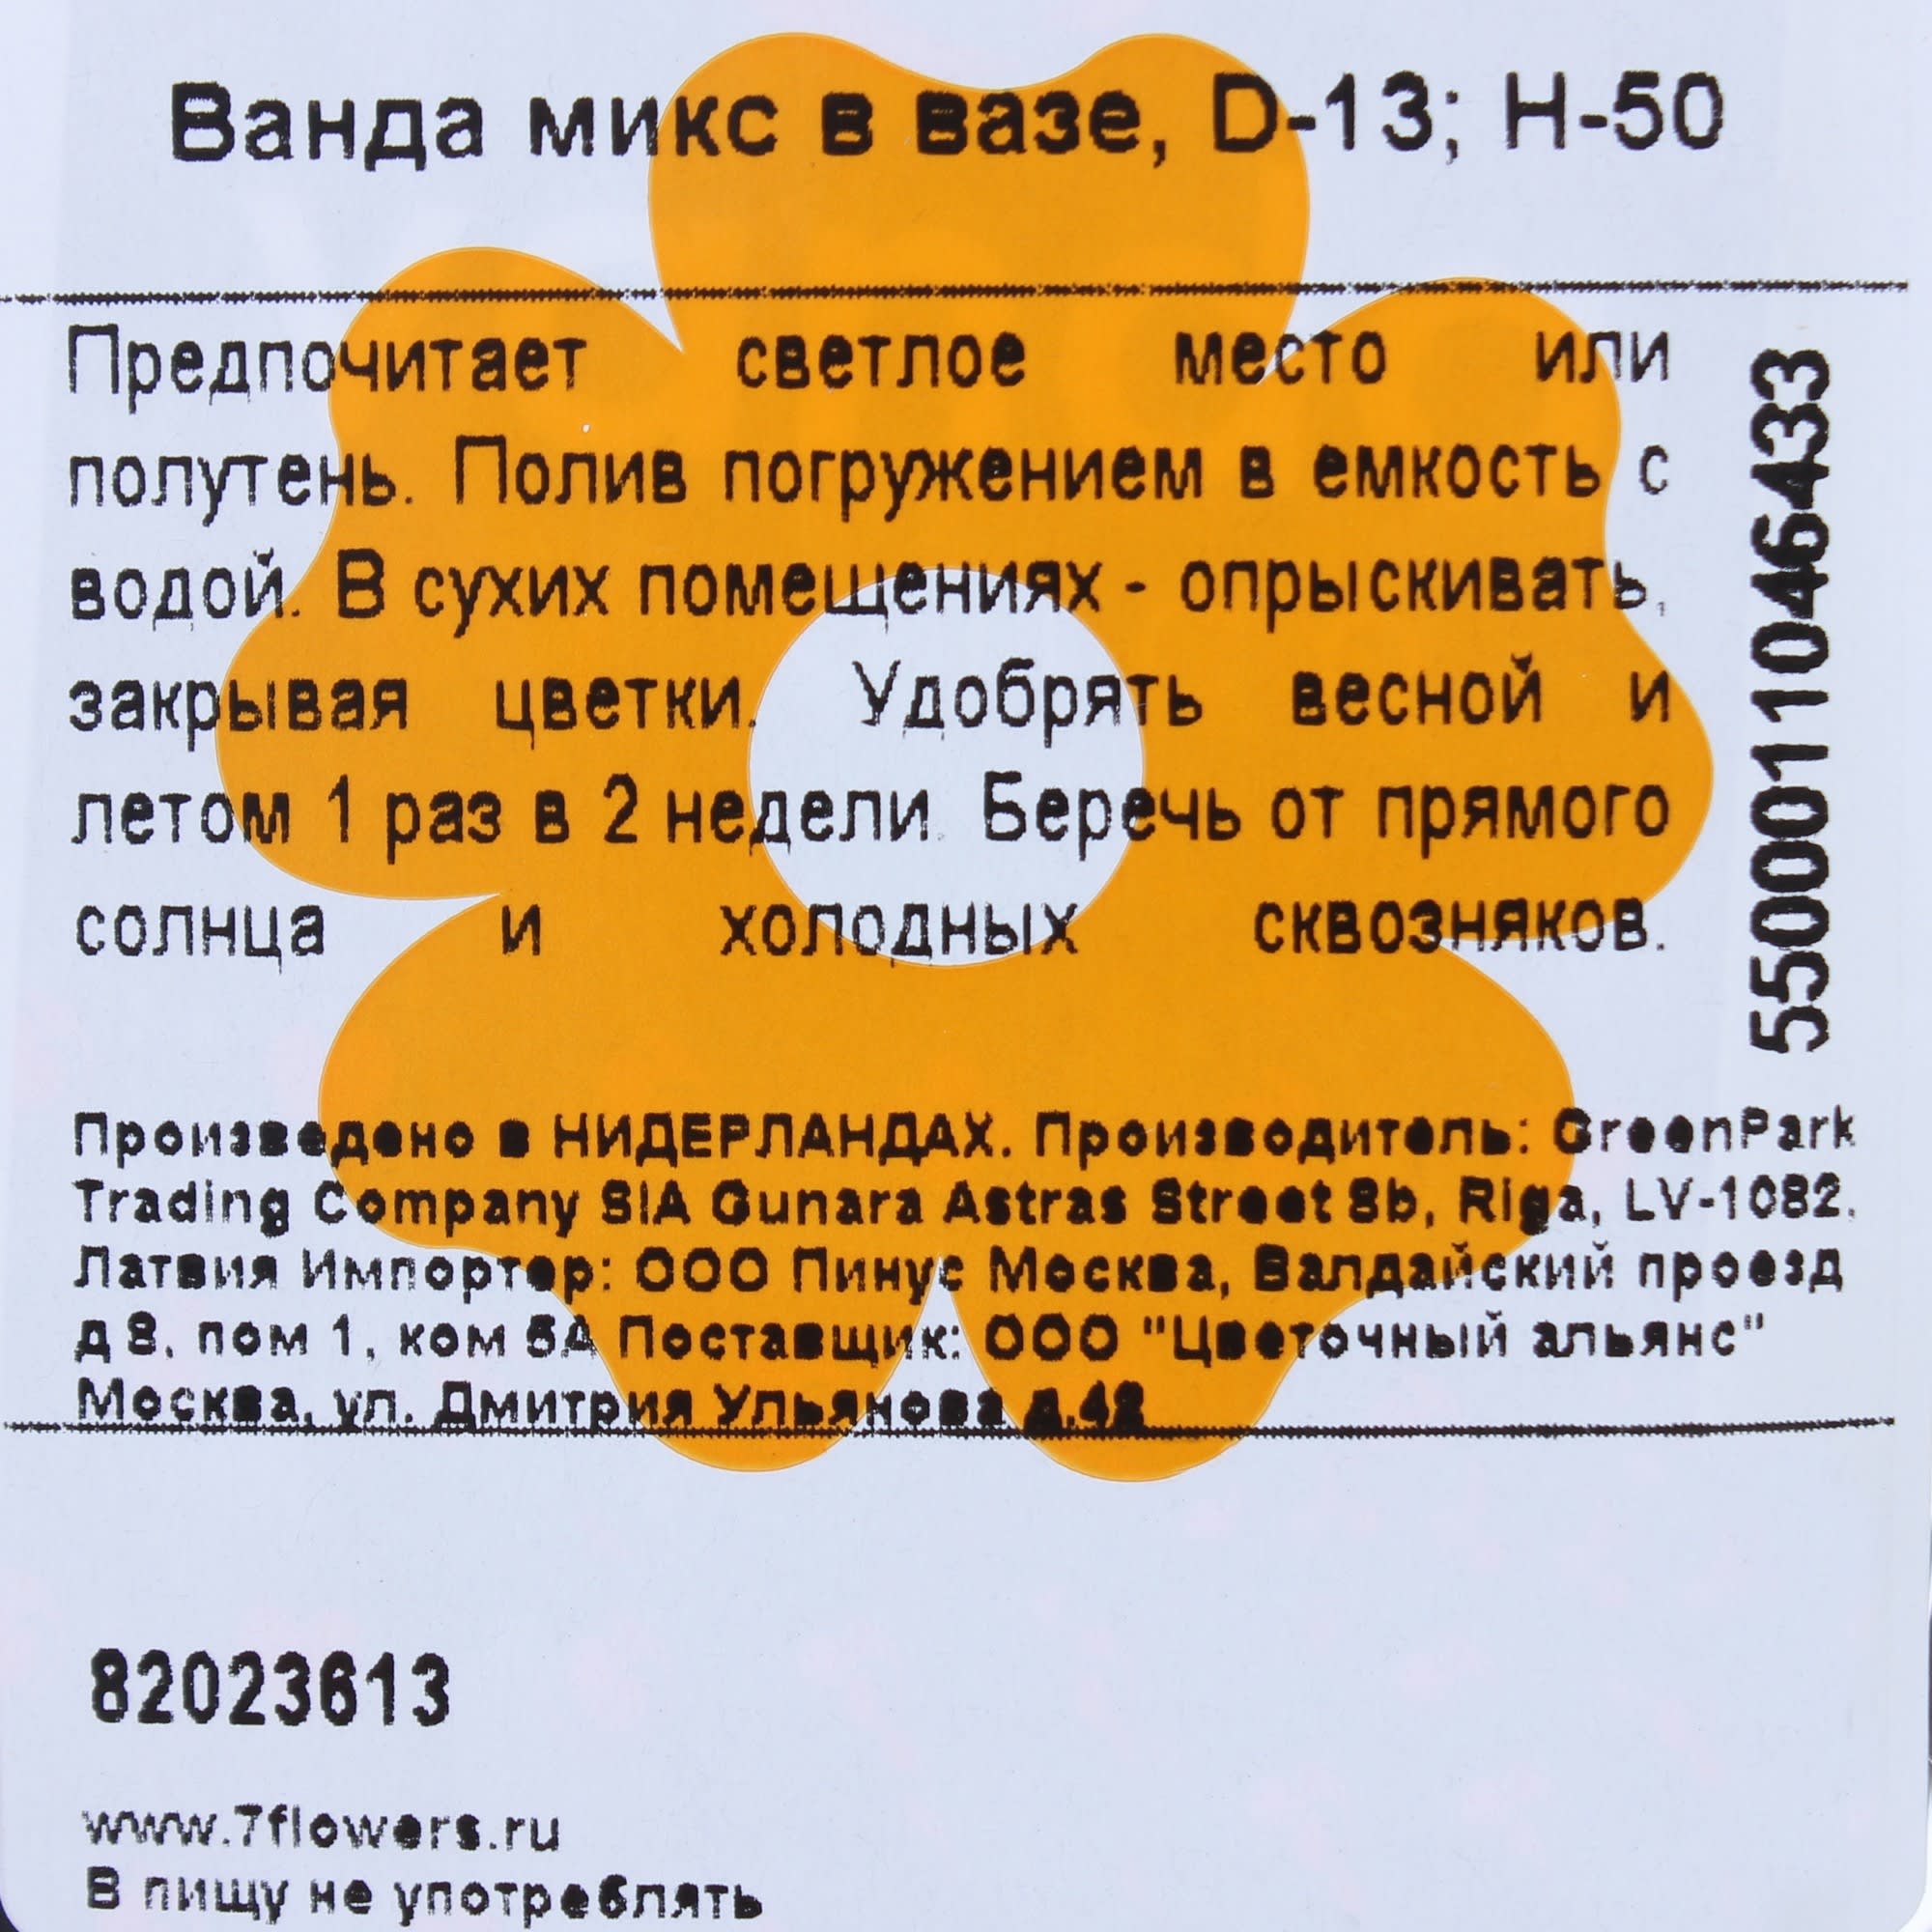 Ванда микс в вазе, D-13; H-50
Предпочитает светлое место или
полутень. Полив погружением в емкость с
водой. В сухих помещениях - опрыскивать,
закрывая цветки. Удобрять весной и
летом 1 раз в 2 недели. Беречь от прямого
солнца и холодных сквозняков.
5500011046433
Произведено в НИДЕРЛАНДАХ. Производитель: GreenPark
Trading Company SIA Gunara Astras Street 8b, Riga, LV-1082,
Латвия Импортер: ООО Пинус Москва, Валдайский проезд
д 8, пом 1, ком 5А Поставщик: ООО "Цветочный альянс"
Москва, ул. Дмитрия Ульянова д.42
82023613
www.7flowers.ru
В пищу не употреблять